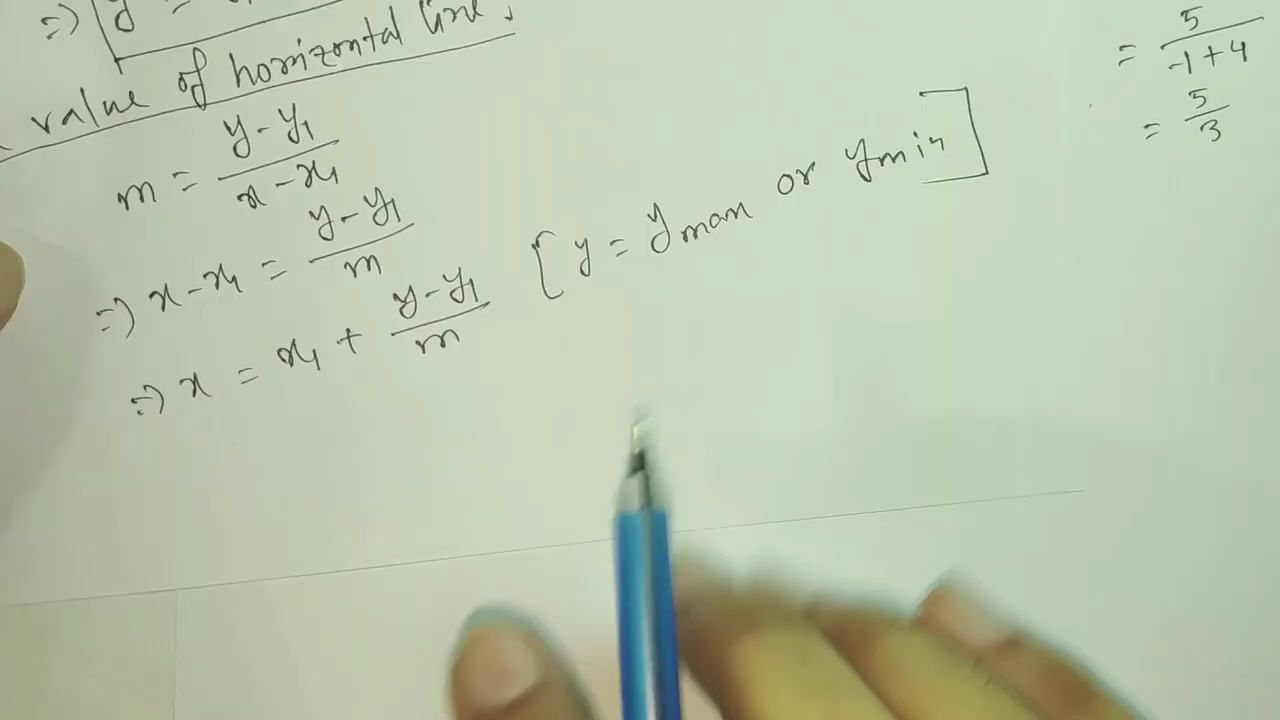 => y =
value of horizontal line.
m = y-y1 / x-x1
=> x-x1 = y-y1 / m
=> x = x1 + y-y1 / m [y = ymax or ymin]
= 5 / -1+4
= 5 / 3